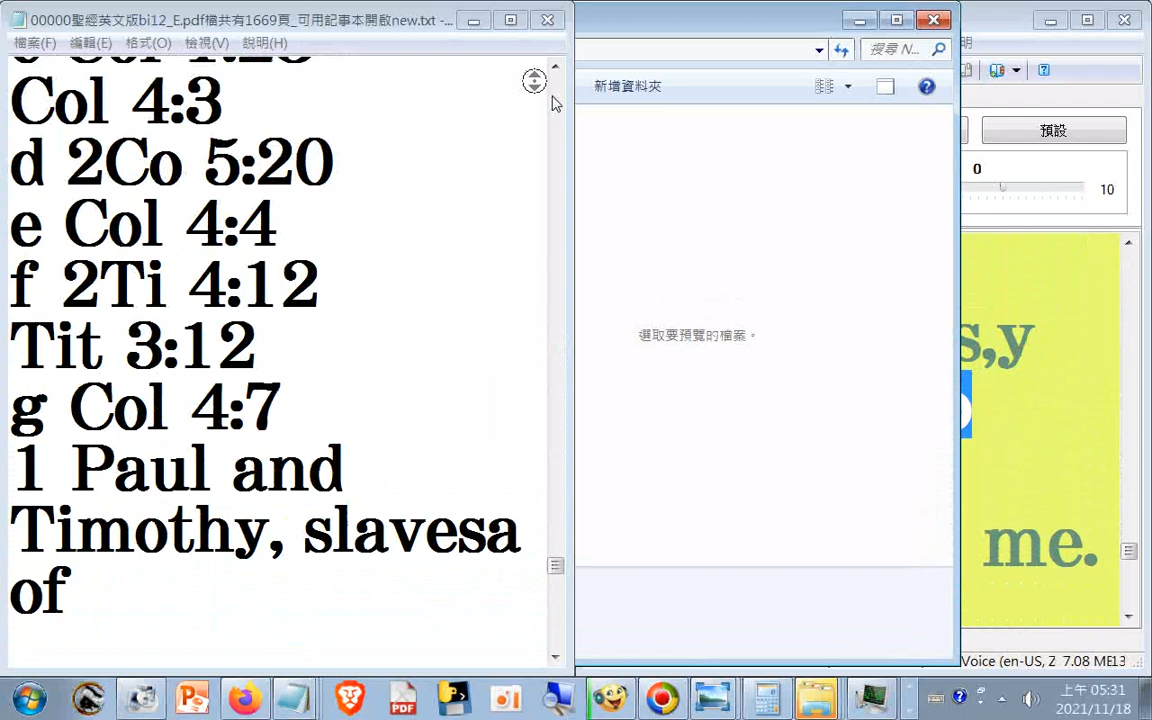 00000聖經英文版bi12_E.pdf檔共有1669頁_可用記事本開啟new.txt -...
檔案(F) 編輯(E) 格式(O) 檢視(V) 說明(H)
Col 4:3
d 2Co 5:20
e Col 4:4
f 2Ti 4:12
Tit 3:12
g Col 4:7
1 Paul and
Timothy, slavesa
of
搜尋 N...
新增資料夾
選取要預覽的檔案。
明
預設
0
10
s,y
me.
Voice (en-US, Z 7.08 ME13
上午 05:31
2021/11/18